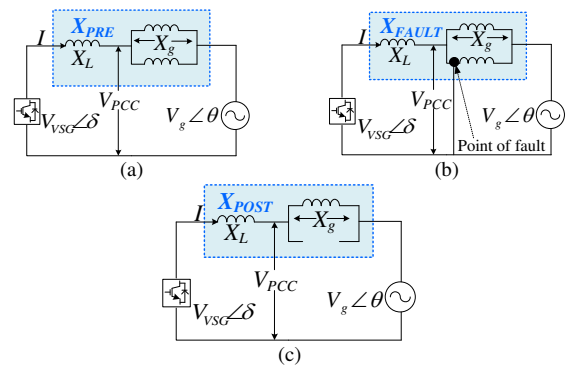 X_PRE
I
X_g
X_L
V_PCC
V_VSG∠δ
V_g∠θ
(a)
X_FAULT
I
X_g
X_L
V_PCC
V_VSG∠δ
V_g∠θ
Point of fault
(b)
X_POST
I
X_g
X_L
V_PCC
V_VSG∠δ
V_g∠θ
(c)